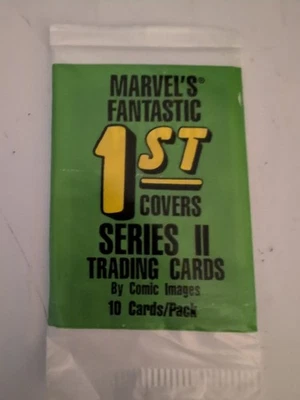 MARVEL'S®
FANTASTIC
1ST
COVERS
SERIES II
TRADING CARDS
By Comic Images
10 Cards/Pack